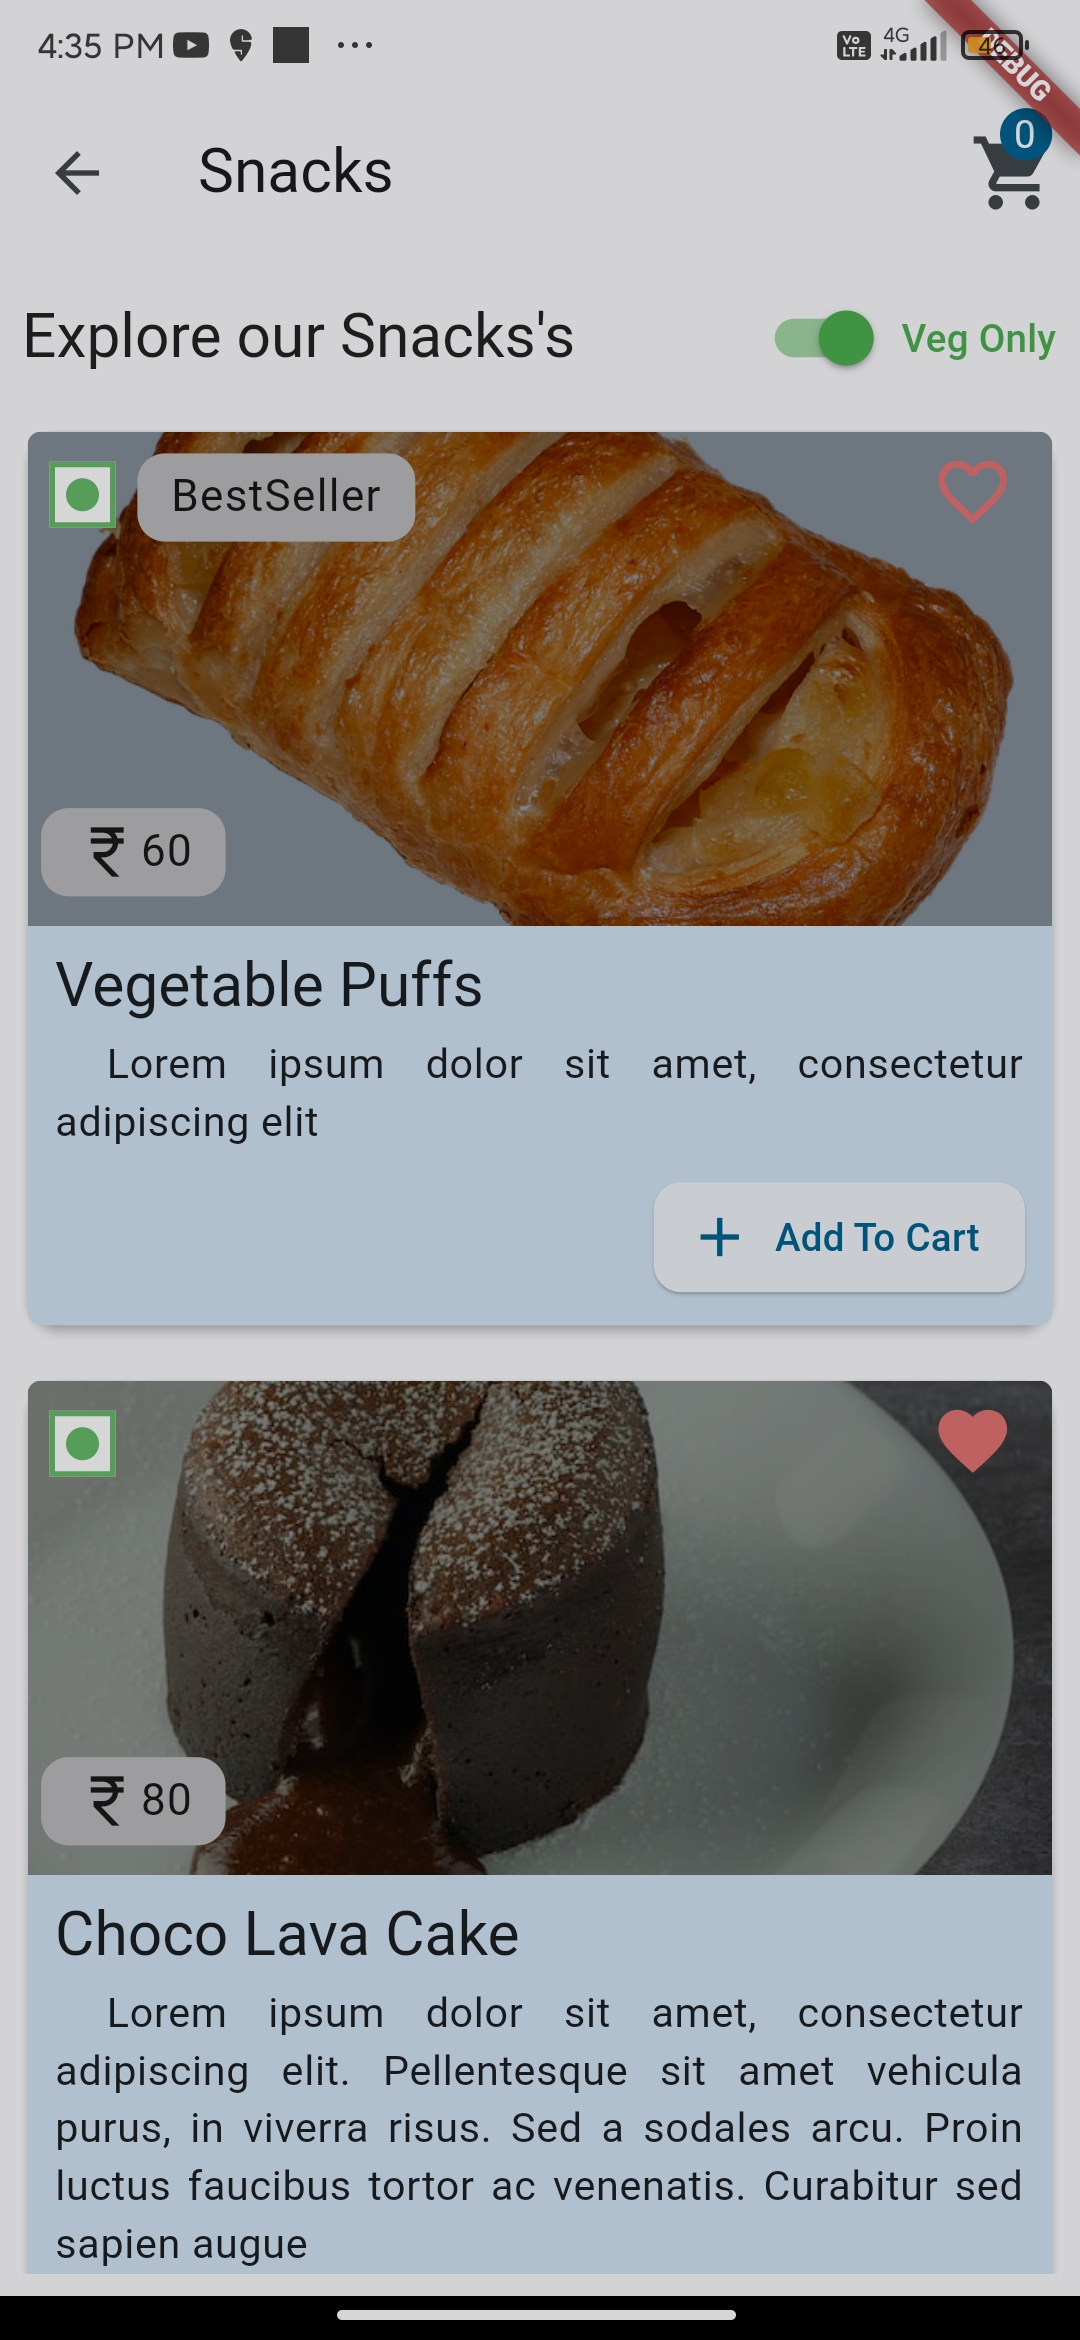 4:35 PM
Vo LTE 4G 46
DEBUG
Snacks
0
Explore our Snacks's
Veg Only
BestSeller
₹ 60
Vegetable Puffs
Lorem ipsum dolor sit amet, consectetur
adipiscing elit
+ Add To Cart
₹ 80
Choco Lava Cake
Lorem ipsum dolor sit amet, consectetur
adipiscing elit. Pellentesque sit amet vehicula
purus, in viverra risus. Sed a sodales arcu. Proin
luctus faucibus tortor ac venenatis. Curabitur sed
sapien augue